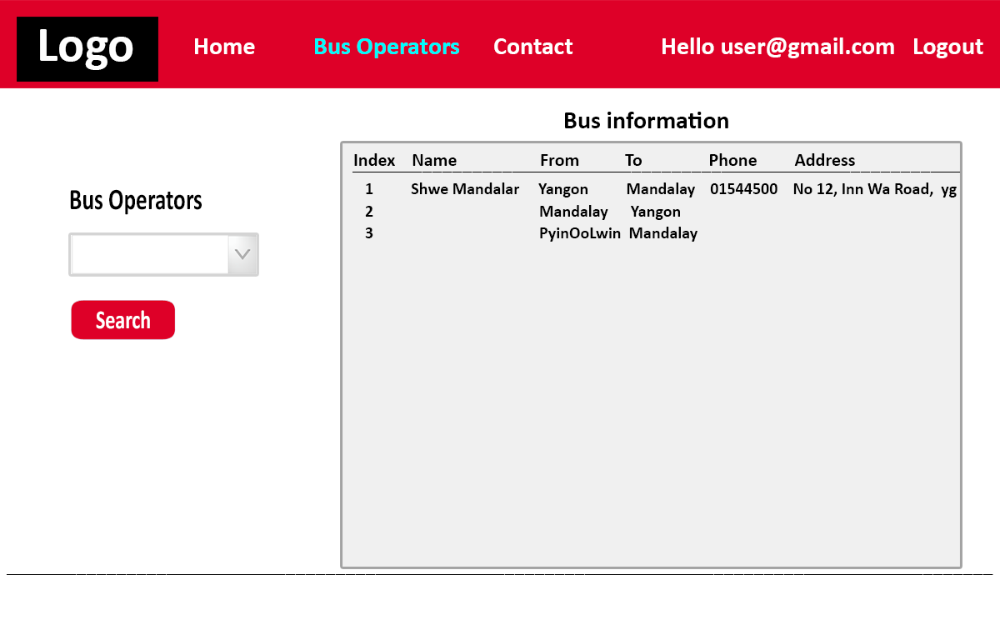 Logo Home Bus Operators Contact Hello user@gmail.com Logout
Bus Operators
Search
Bus information
Index Name From To Phone Address
1 Shwe Mandalar Yangon Mandalay 01544500 No 12, Inn Wa Road, yg
2 Mandalay Yangon
3 PyinOoLwin Mandalay